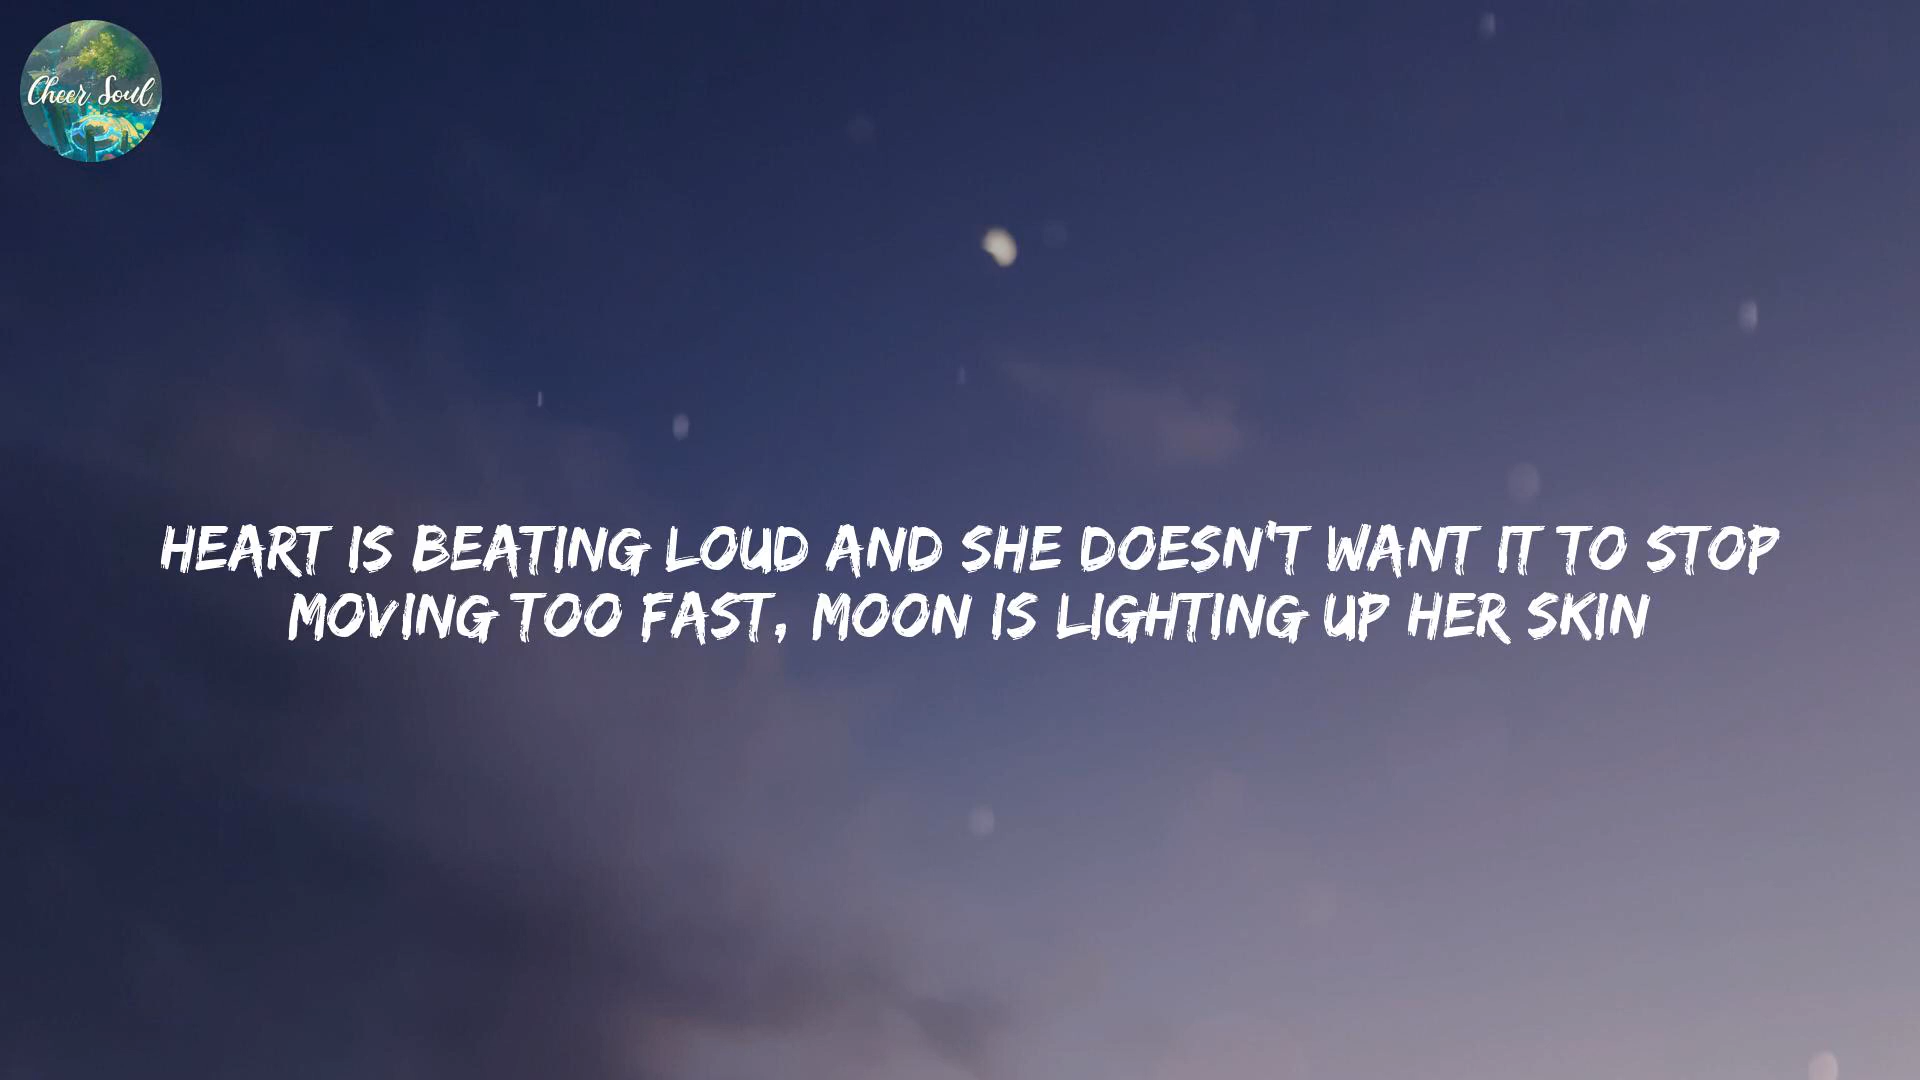 Cheer Soul
HEART IS BEATING LOUD AND SHE DOESN'T WANT IT TO STOP
MOVING TOO FAST, MOON IS LIGHTING UP HER SKIN